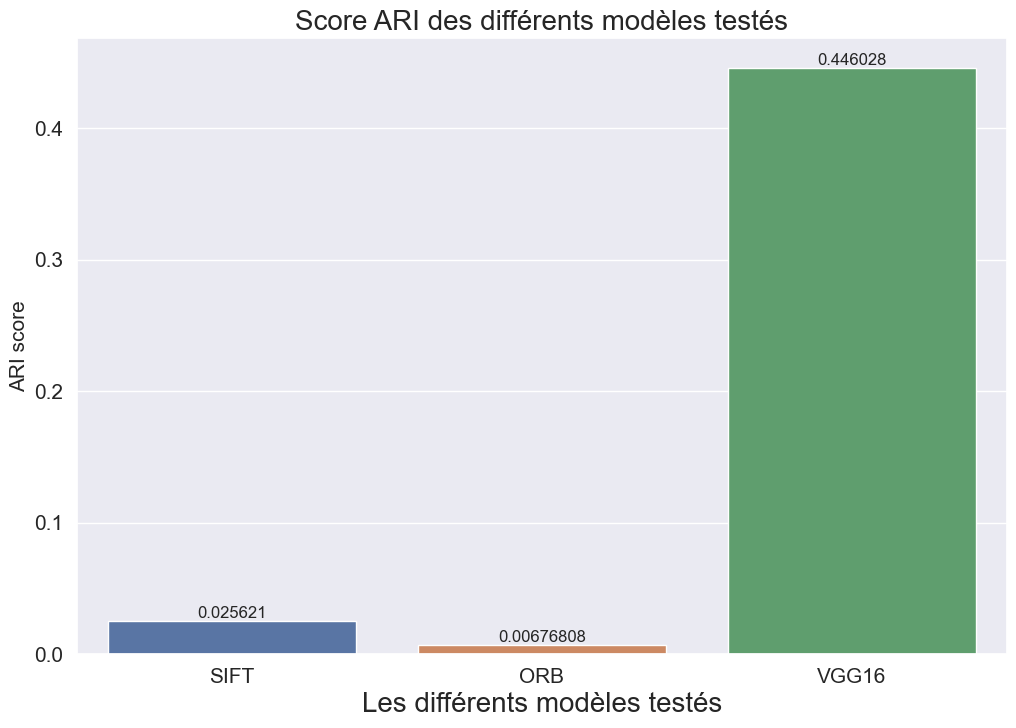 Score ARI des différents modèles testés
0.446028
0.4
0.3
ARI score
0.2
0.1
0.025621
0.00676808
0.0
SIFT ORB VGG16
Les différents modèles testés